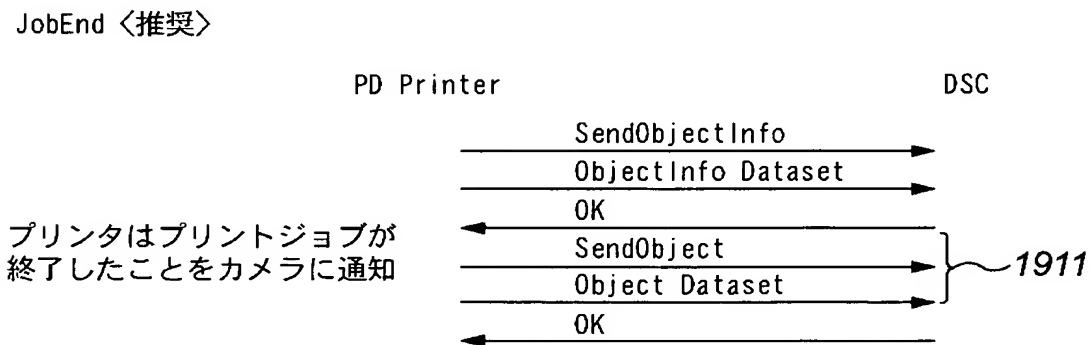 JobEnd〈推奨〉
PD Printer DSC
SendObjectInfo
ObjectInfo Dataset
OK
プリンタはプリントジョブが
終了したことをカメラに通知
SendObject
Object Dataset
1911
OK